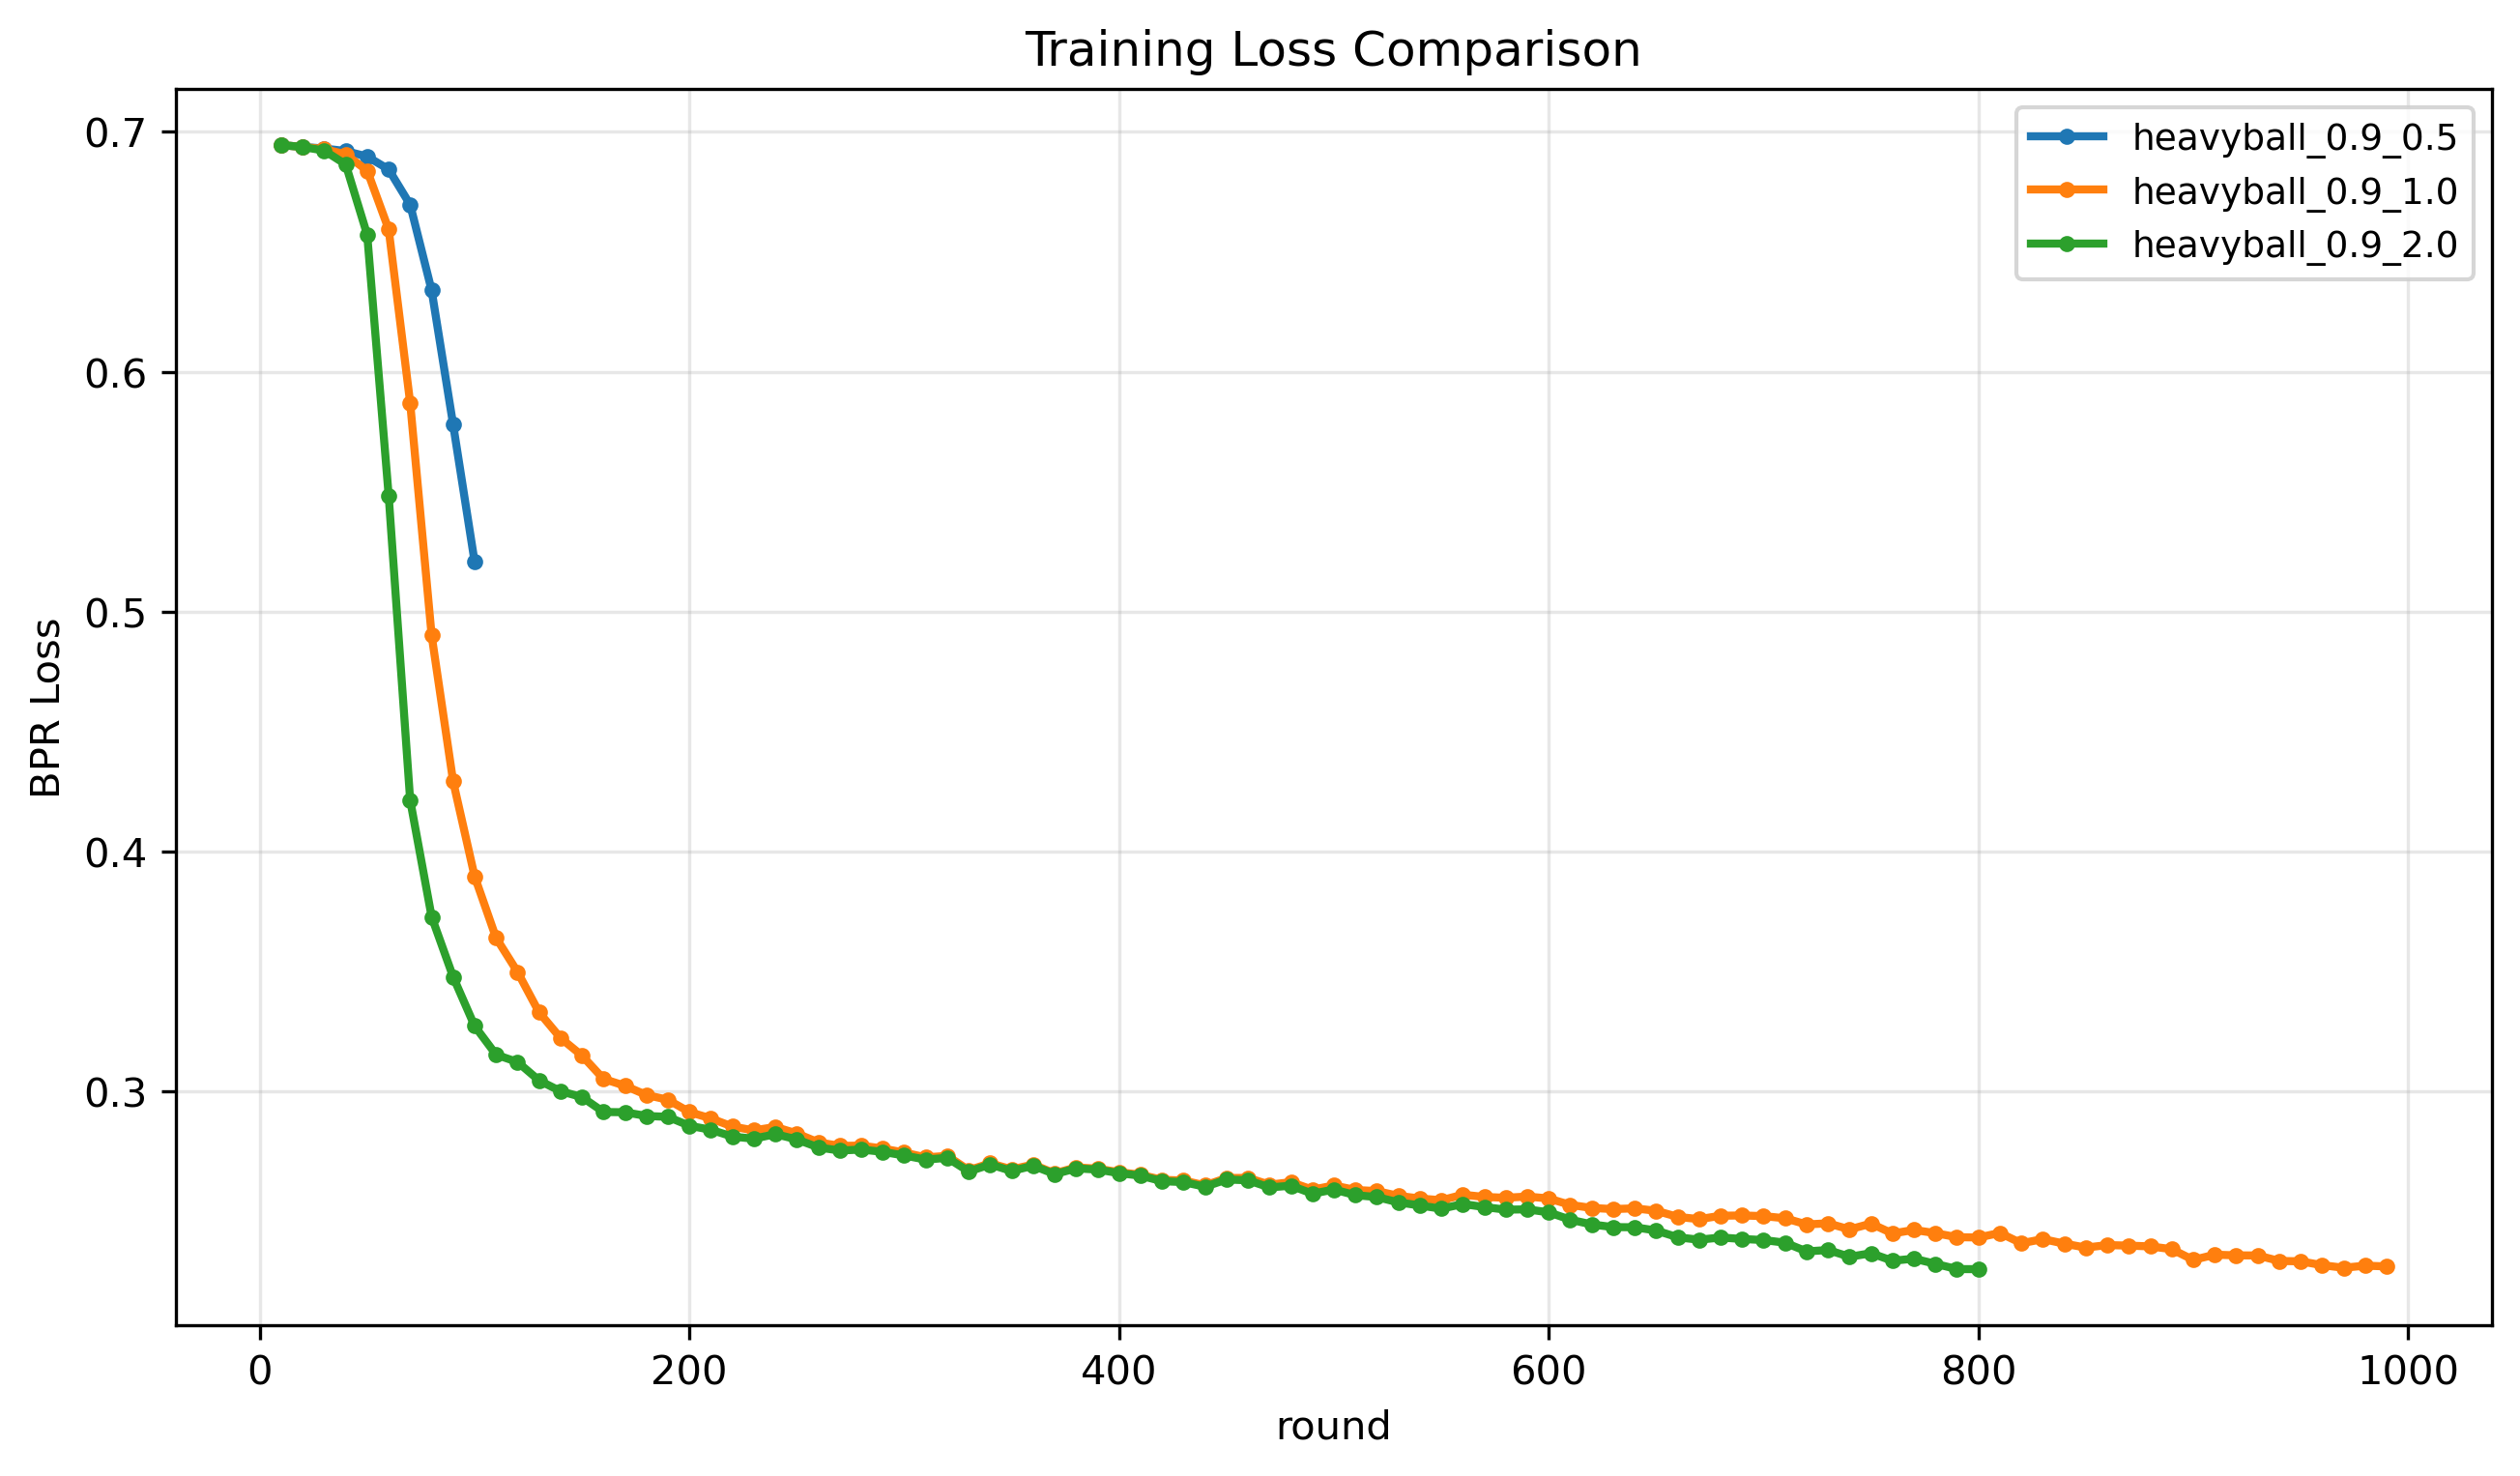 Training Loss Comparison
heavyball_0.9_0.5
heavyball_0.9_1.0
heavyball_0.9_2.0
BPR Loss
0.7
0.6
0.5
0.4
0.3
0 200 400 600 800 1000
round